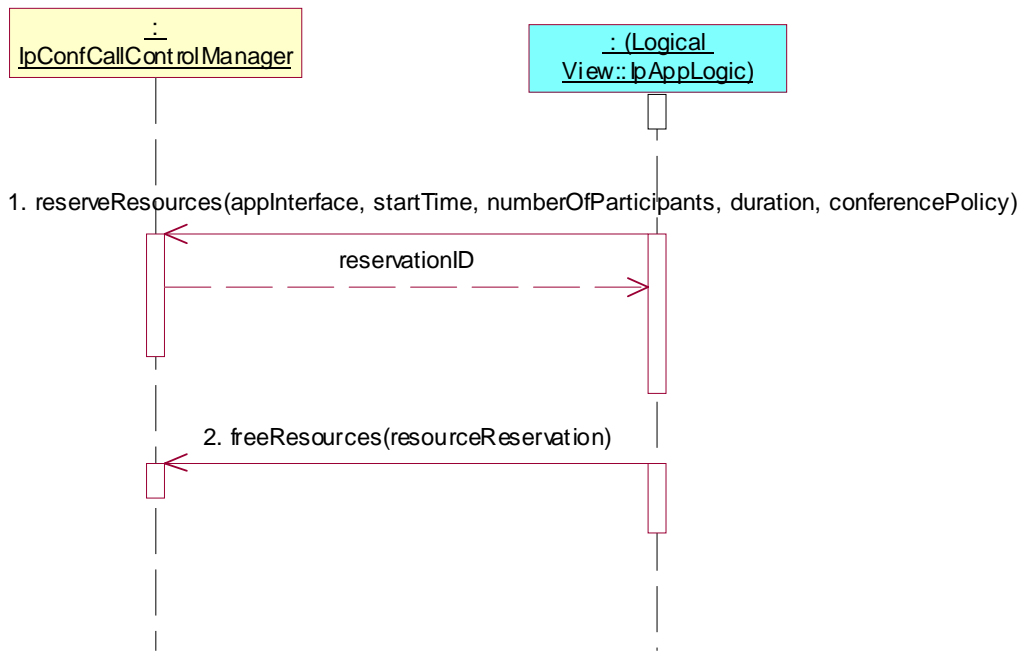 :
IpConfCallControlManager
: (Logical
View::IpAppLogic)
1. reserveResources(appInterface, startTime, numberOfParticipants, duration, conferencePolicy)
reservationID
2. freeResources(resourceReservation)